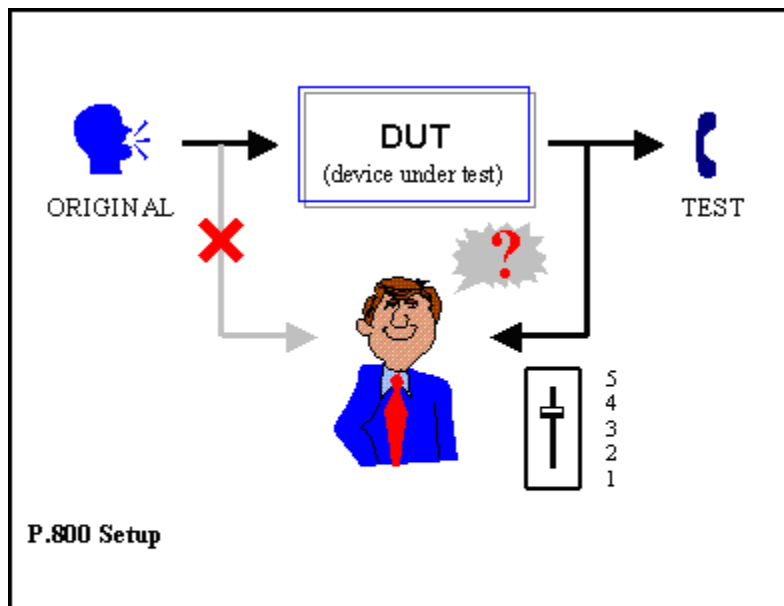 DUT
(device under test)
ORIGINAL
TEST
?
5
4
3
2
1
P.800 Setup